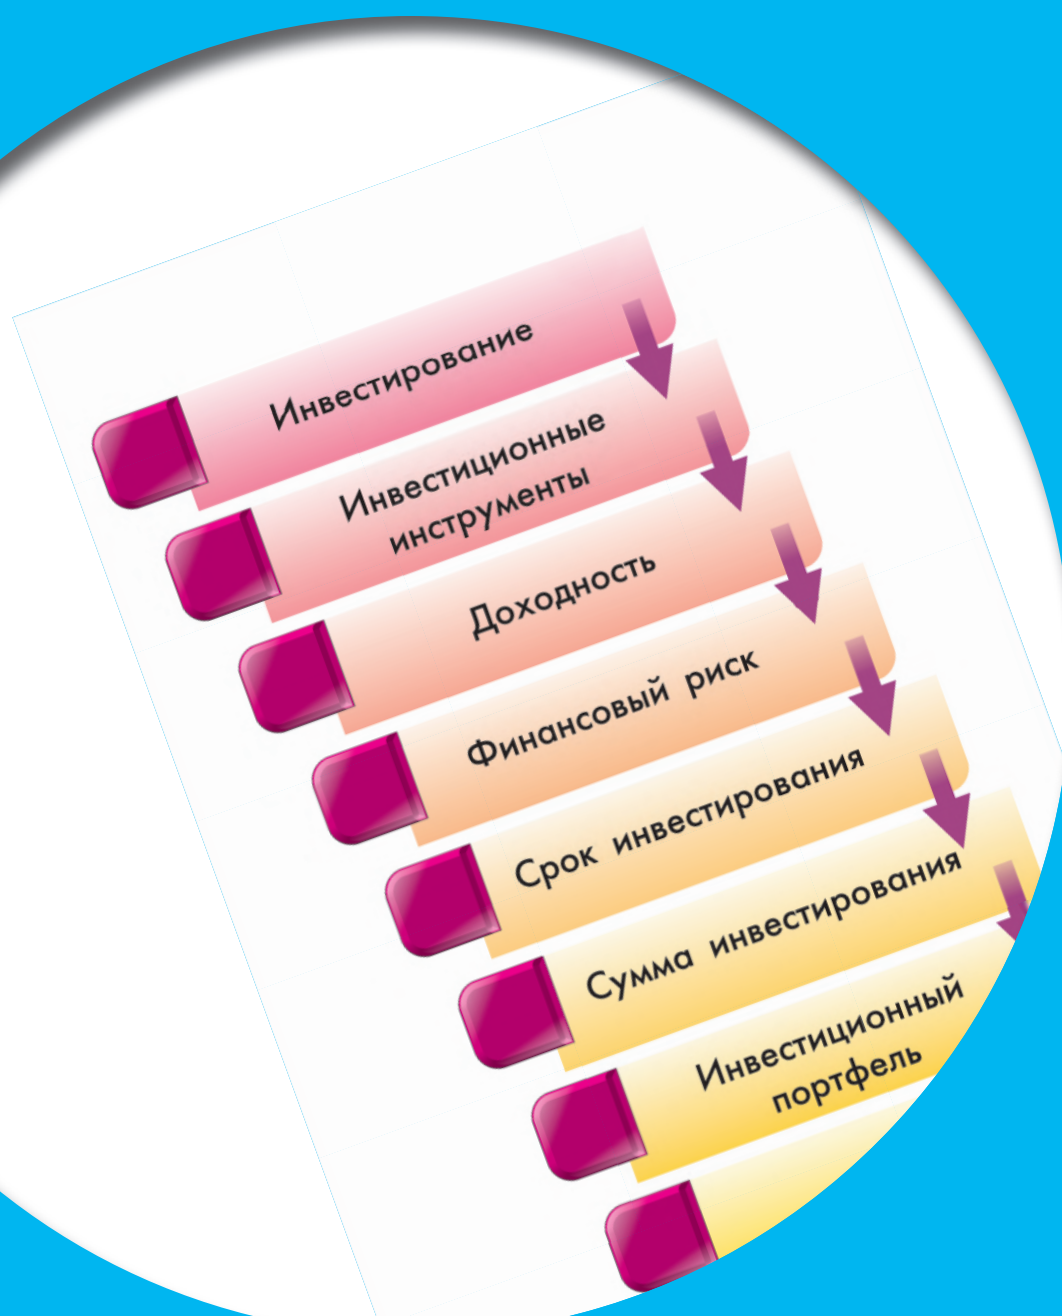 Инвестирование
Инвестиционные
инструменты
Доходность
Финансовый риск
Срок инвестирования
Сумма инвестирования
Инвестиционный
портфель